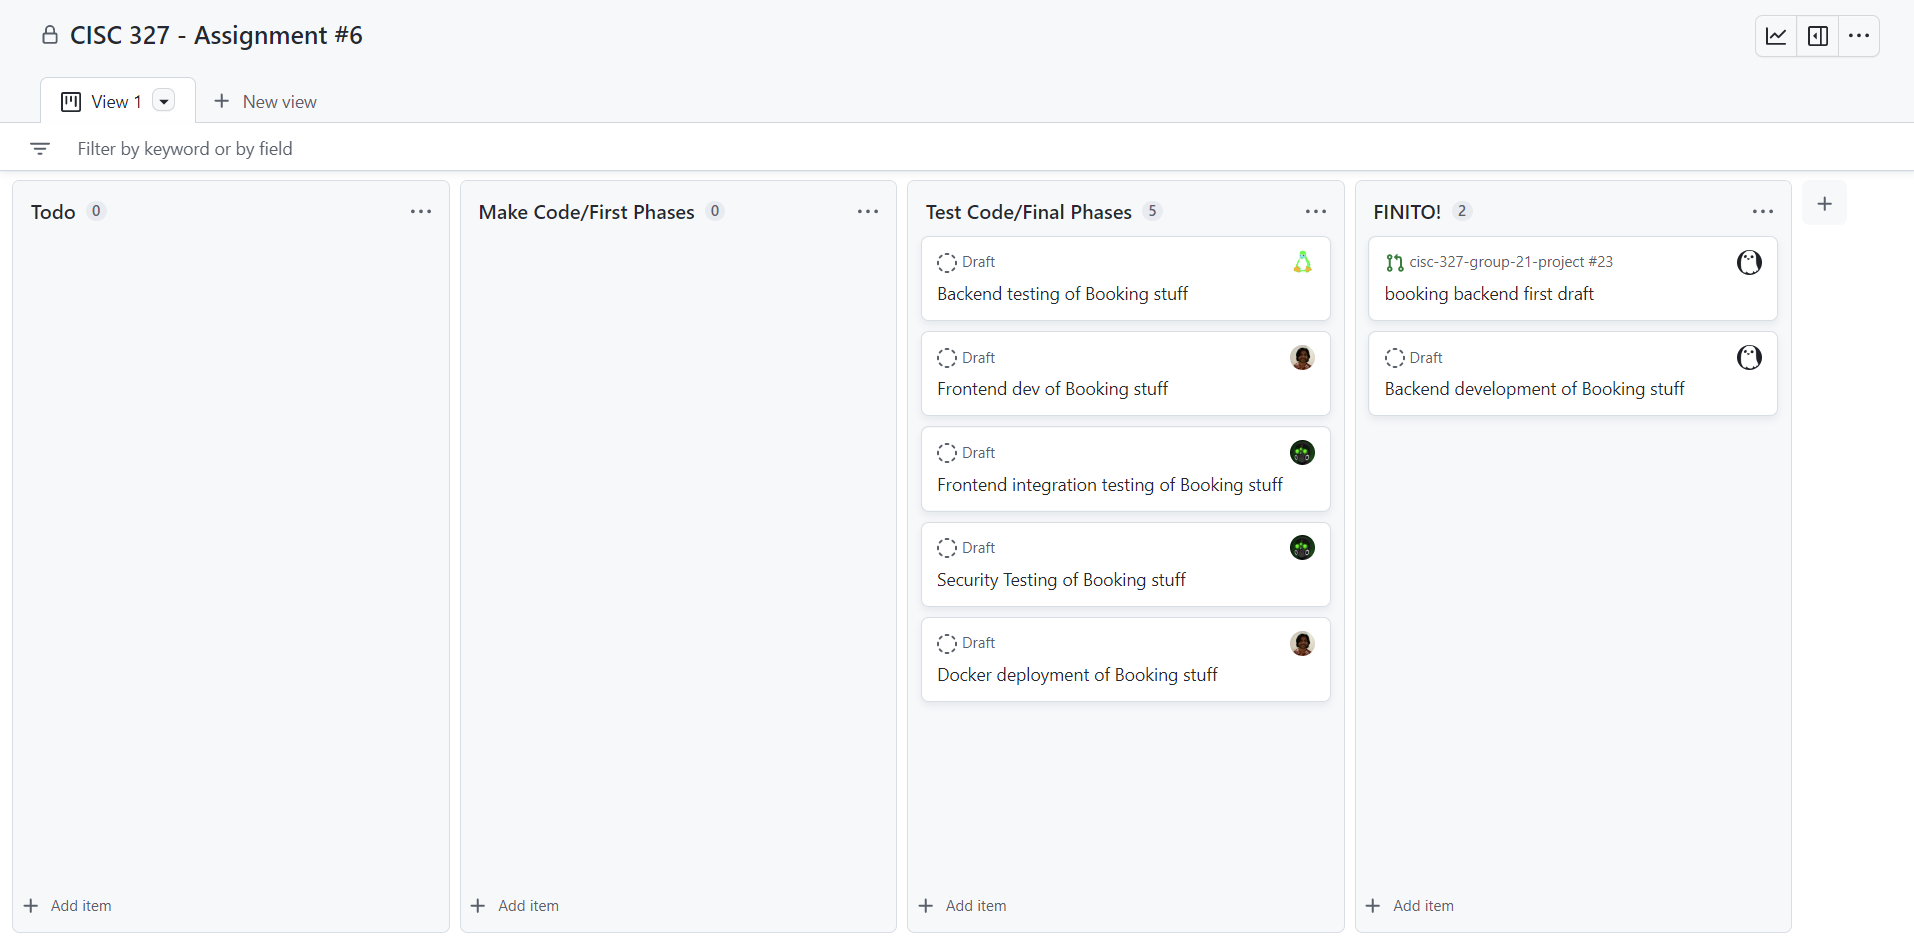 CISC 327 - Assignment #6
View 1
New view
Filter by keyword or by field
Todo 0
Make Code/First Phases 0
Test Code/Final Phases 5
FINITO! 2
Draft
Backend testing of Booking stuff
Draft
Frontend dev of Booking stuff
Draft
Frontend integration testing of Booking stuff
Draft
Security Testing of Booking stuff
Draft
Docker deployment of Booking stuff
cisc-327-group-21-project #23
booking backend first draft
Draft
Backend development of Booking stuff
Add item
Add item
Add item
Add item